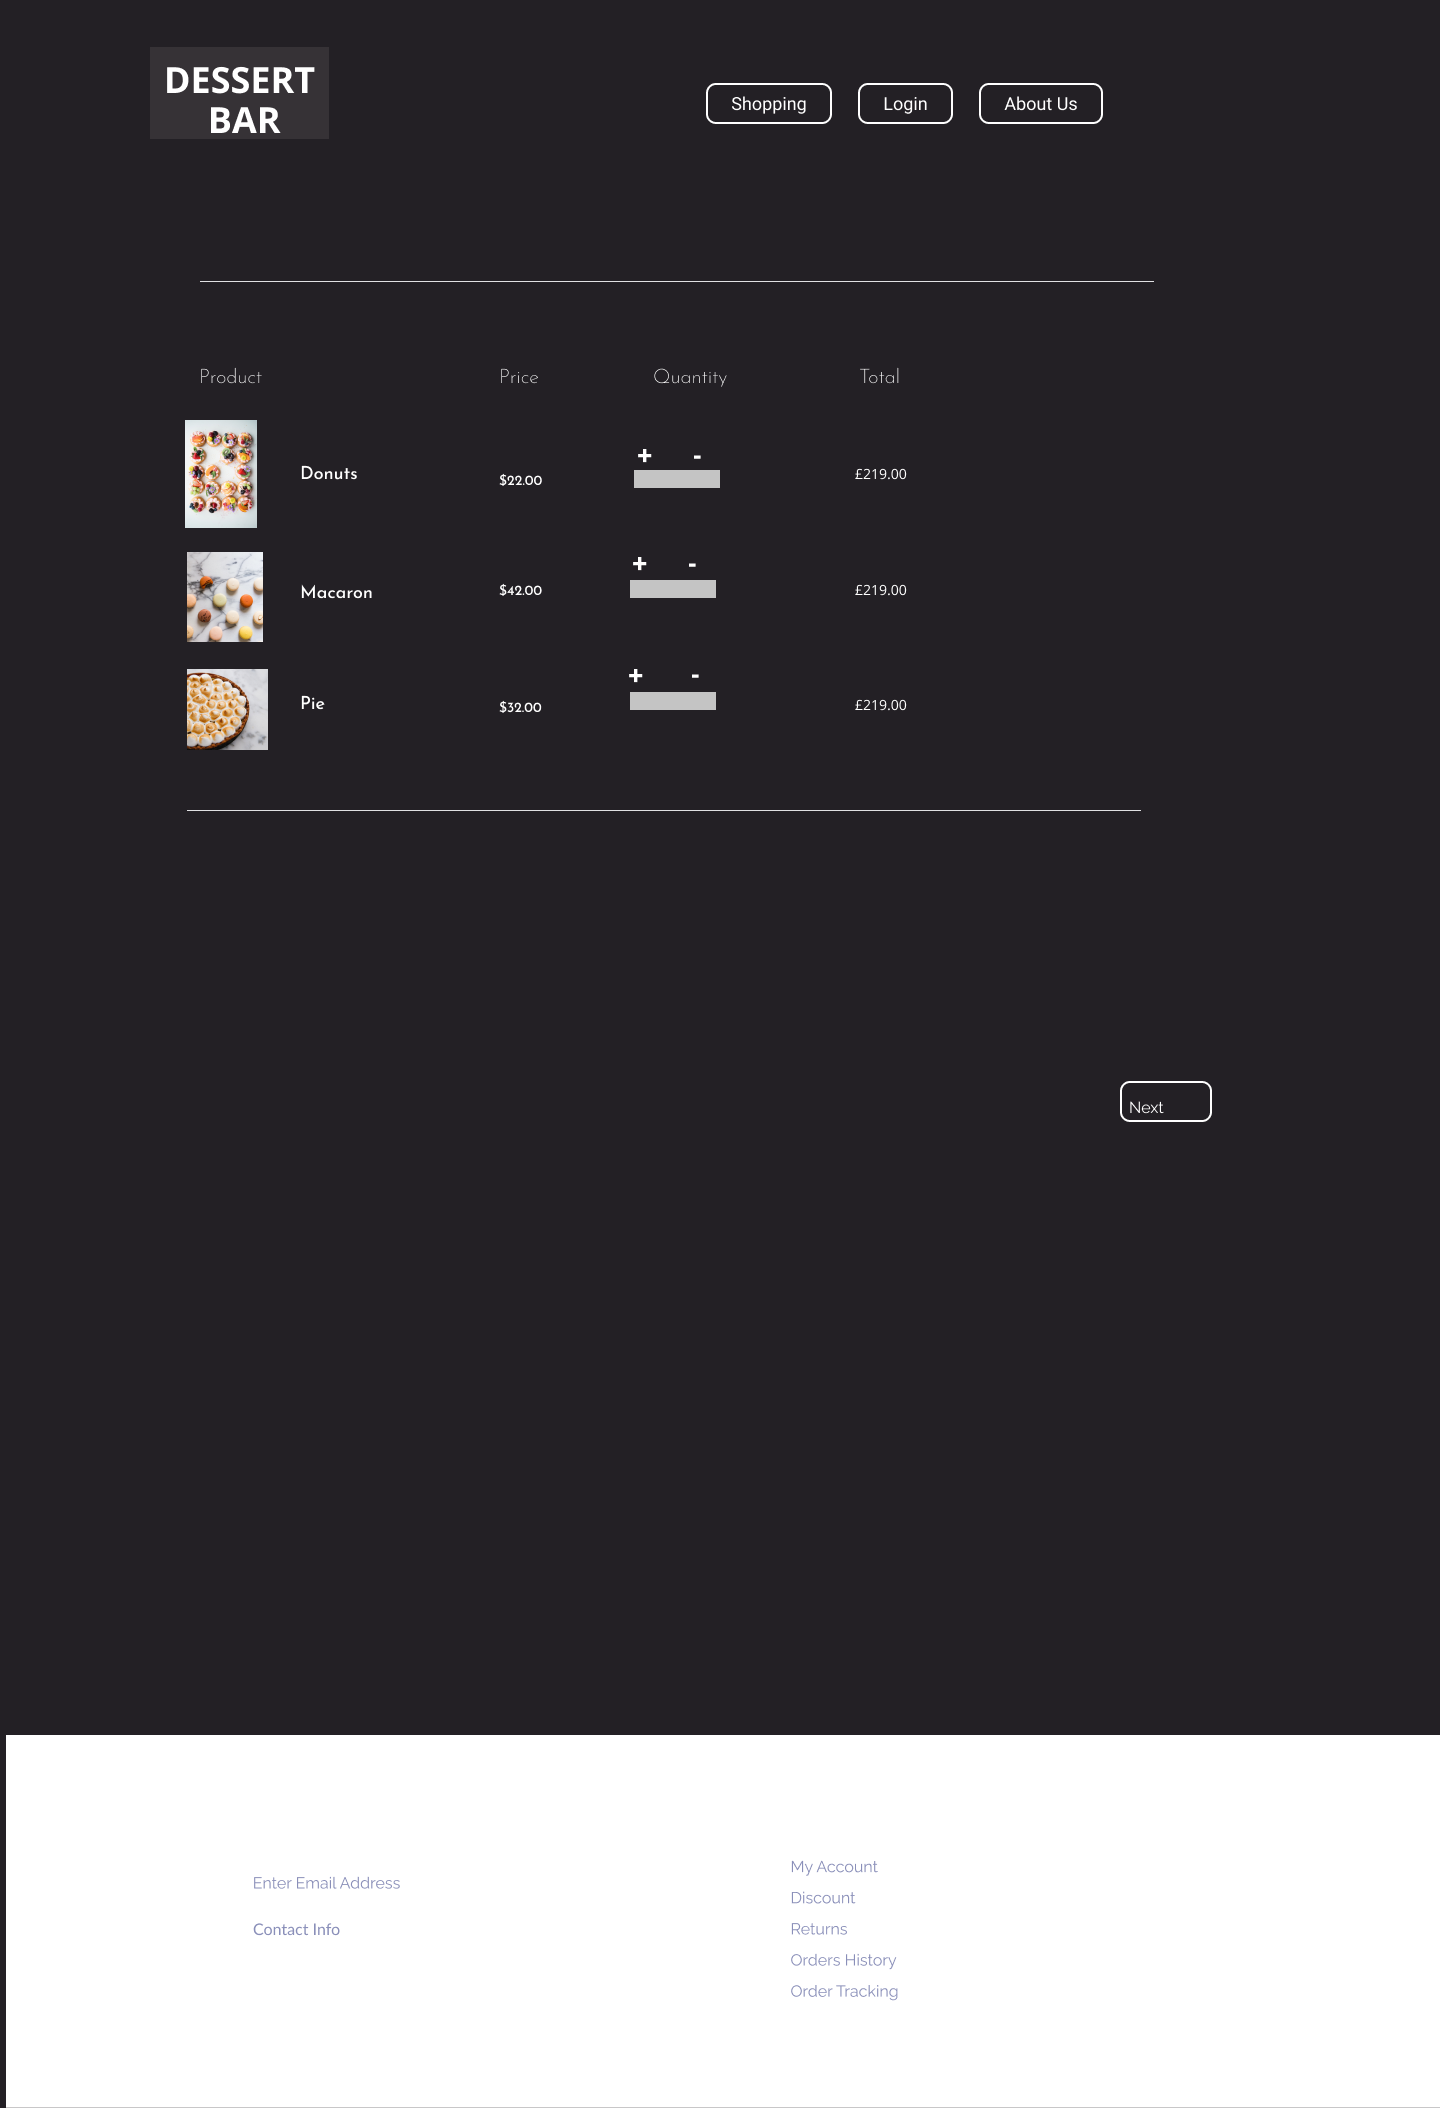 DESSERT
BAR
Shopping
Login
About Us
Product
Price
Quantity
Total
Donuts
$22.00
+ -
£219.00
Macaron
$42.00
+ -
£219.00
Pie
$32.00
+ -
£219.00
Next
Enter Email Address
Contact Info
My Account
Discount
Returns
Orders History
Order Tracking